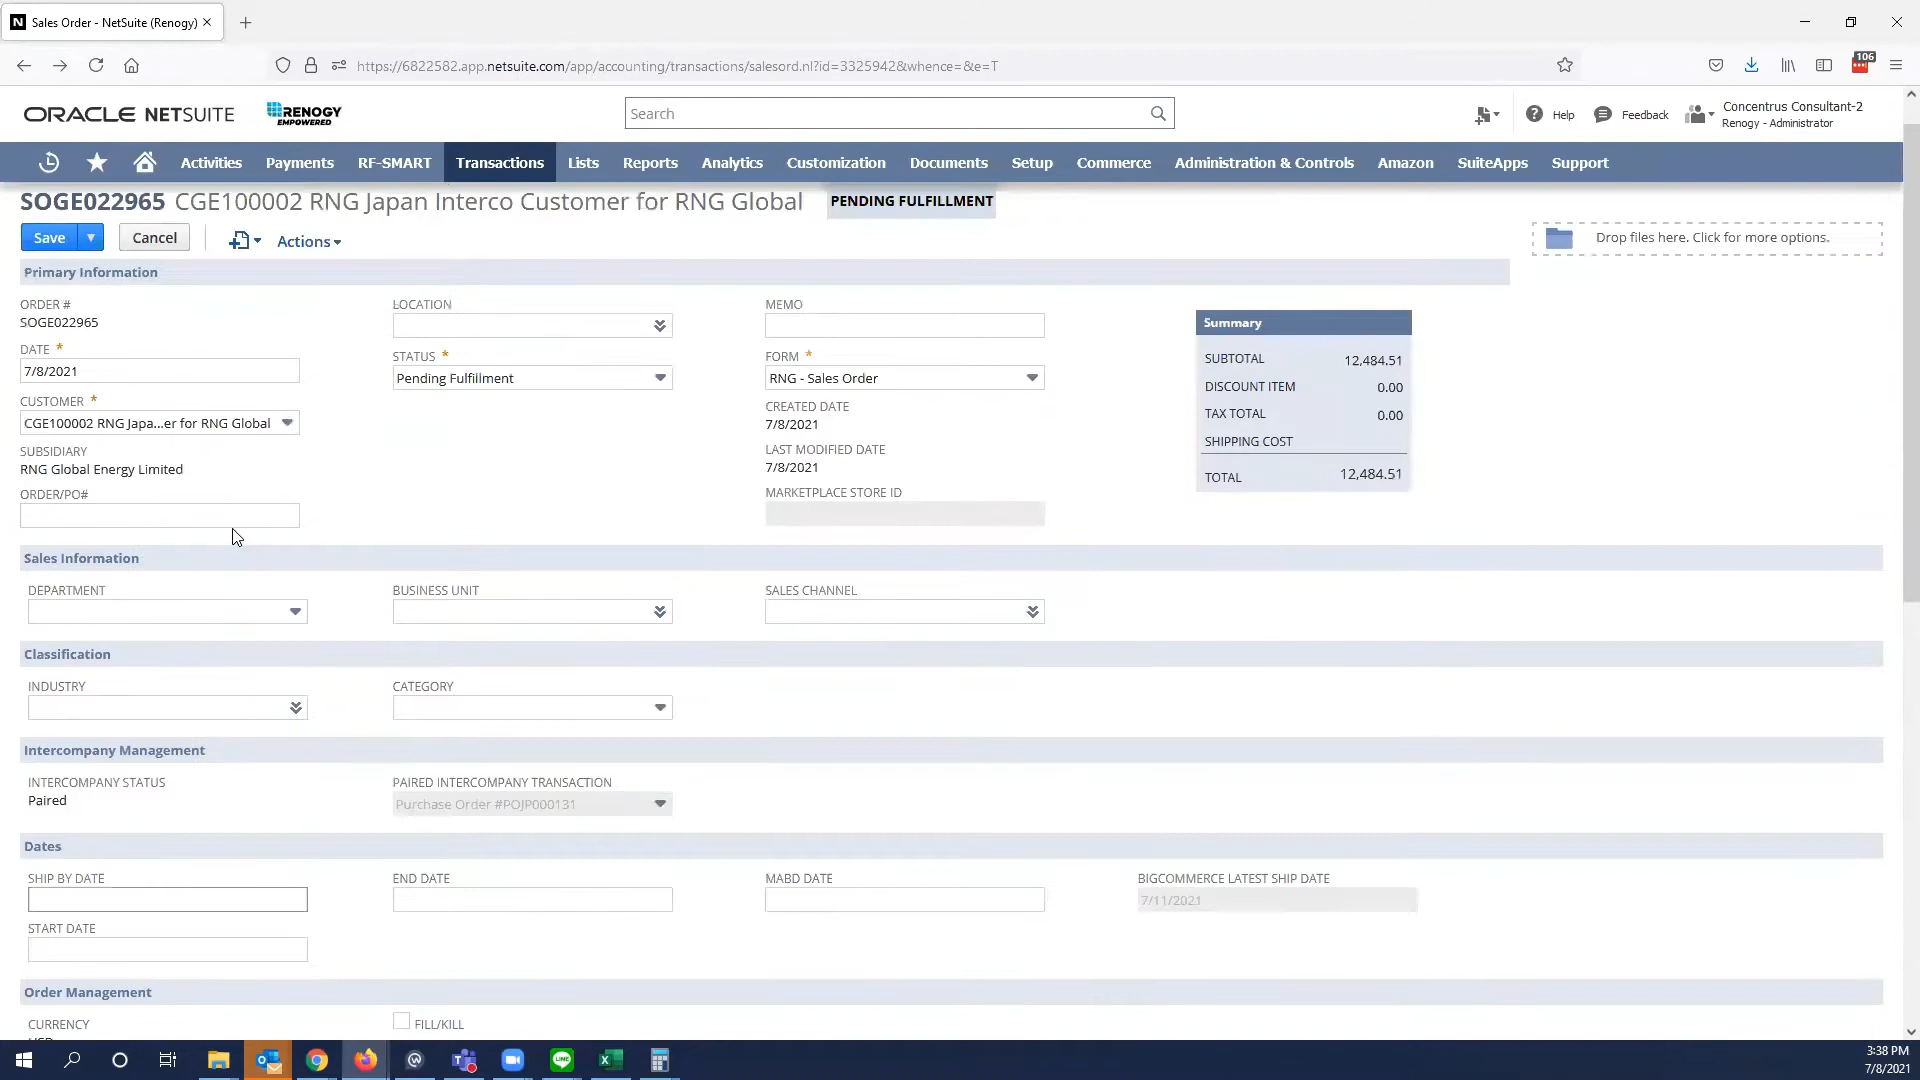 Sales Order - NetSuite (Renogy)
https://6822582.app.netsuite.com/app/accounting/transactions/salesord.nl?id=3325942&whence=&e=T
106
ORACLE NETSUITE
RENOGY
EMPOWERED
Search
Help
Feedback
Concentrus Consultant-2
Renogy - Administrator
Activities Payments RF-SMART Transactions Lists Reports Analytics Customization Documents Setup Commerce Administration & Controls Amazon SuiteApps Support
SOGE022965 CGE100002 RNG Japan Interco Customer for RNG Global PENDING FULFILLMENT
Save Cancel Actions
Drop files here. Click for more options.
Primary Information
ORDER #
SOGE022965
DATE *
7/8/2021
CUSTOMER *
CGE100002 RNG Japa...er for RNG Global
SUBSIDIARY
RNG Global Energy Limited
ORDER/PO#
LOCATION
STATUS *
Pending Fulfillment
MEMO
FORM *
RNG - Sales Order
CREATED DATE
7/8/2021
LAST MODIFIED DATE
7/8/2021
MARKETPLACE STORE ID
Summary
SUBTOTAL 12,484.51
DISCOUNT ITEM 0.00
TAX TOTAL 0.00
SHIPPING COST
TOTAL 12,484.51
Sales Information
DEPARTMENT BUSINESS UNIT SALES CHANNEL
Classification
INDUSTRY CATEGORY
Intercompany Management
INTERCOMPANY STATUS
Paired
PAIRED INTERCOMPANY TRANSACTION
Purchase Order #POJP000131
Dates
SHIP BY DATE END DATE MABD DATE BIGCOMMERCE LATEST SHIP DATE
7/11/2021
START DATE
Order Management
CURRENCY
FILL/KILL
3:38 PM
7/8/2021